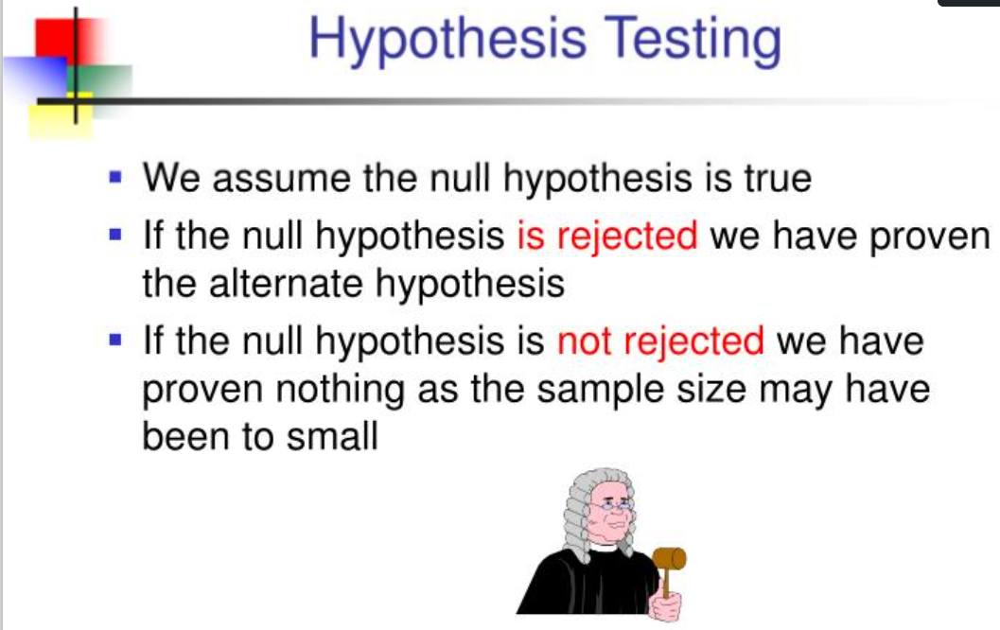 Hypothesis Testing
We assume the null hypothesis is true
If the null hypothesis is rejected we have proven
the alternate hypothesis
If the null hypothesis is not rejected we have
proven nothing as the sample size may have
been to small